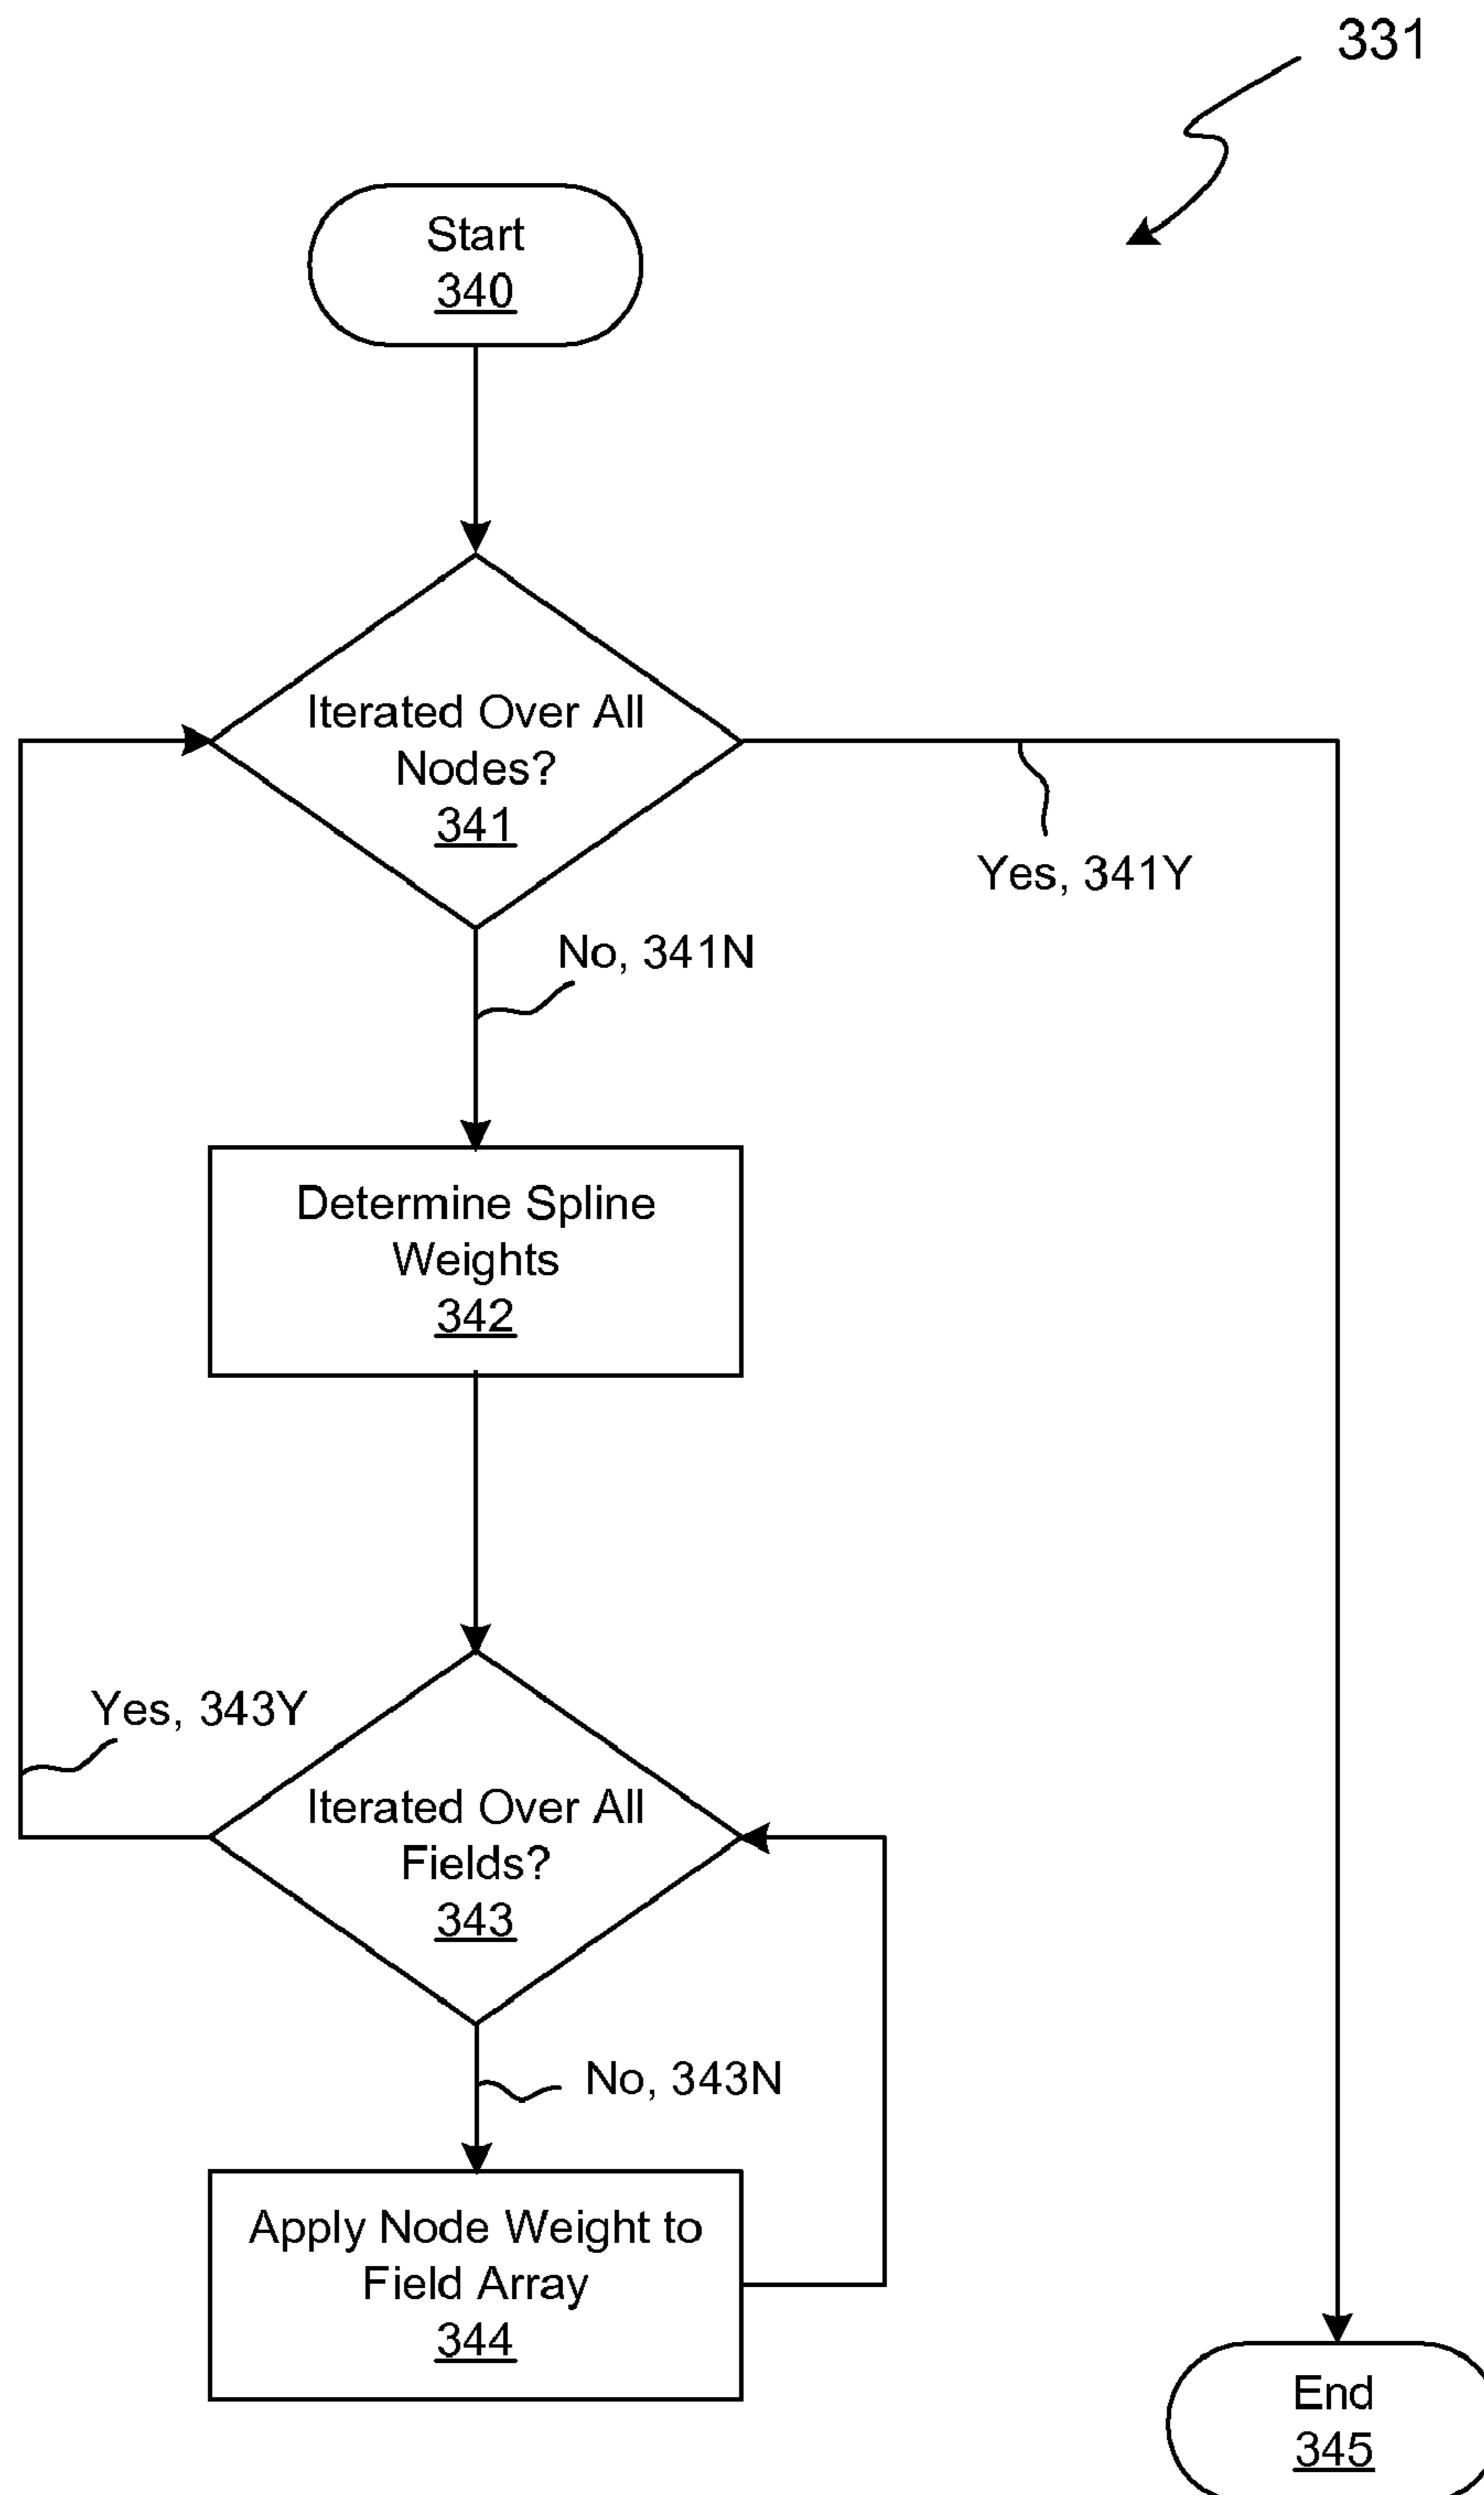 331
Start
340
Iterated Over All
Nodes?
341
Yes, 341Y
No, 341N
Determine Spline
Weights
342
Yes, 343Y
Iterated Over All
Fields?
343
No, 343N
Apply Node Weight to
Field Array
344
End
345